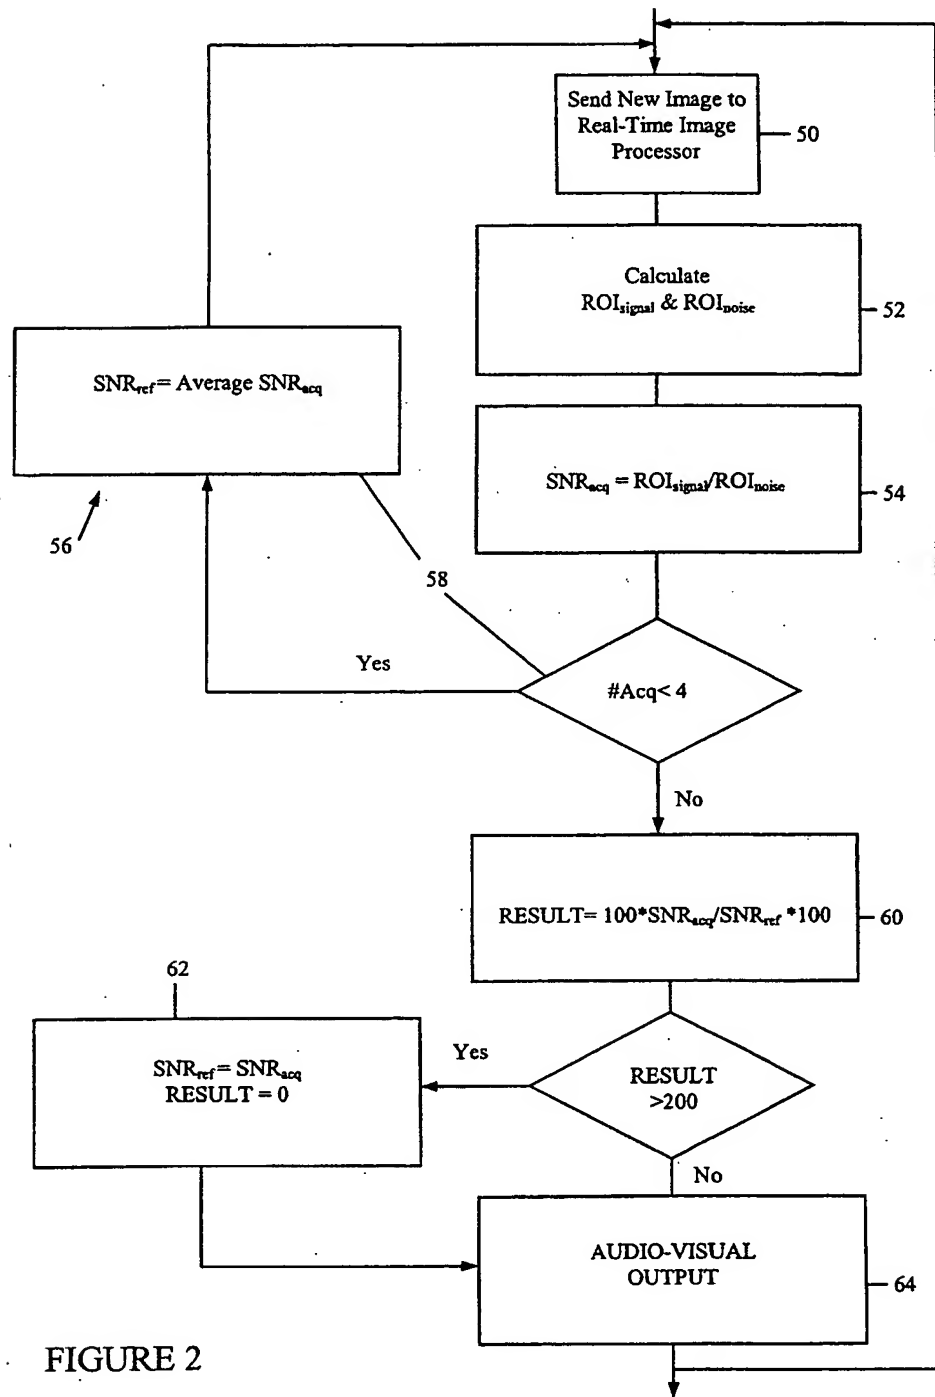 Send New Image to
Real-Time Image
Processor
50
Calculate
ROIsignal & ROInoise
52
SNRref = Average SNRacq
56
SNRacq = ROIsignal/ROInoise
54
58
Yes
#Acq< 4
No
RESULT= 100*SNRacq/SNRref *100
60
62
SNRref = SNRacq
RESULT = 0
Yes
RESULT
>200
No
AUDIO-VISUAL
OUTPUT
64
FIGURE 2